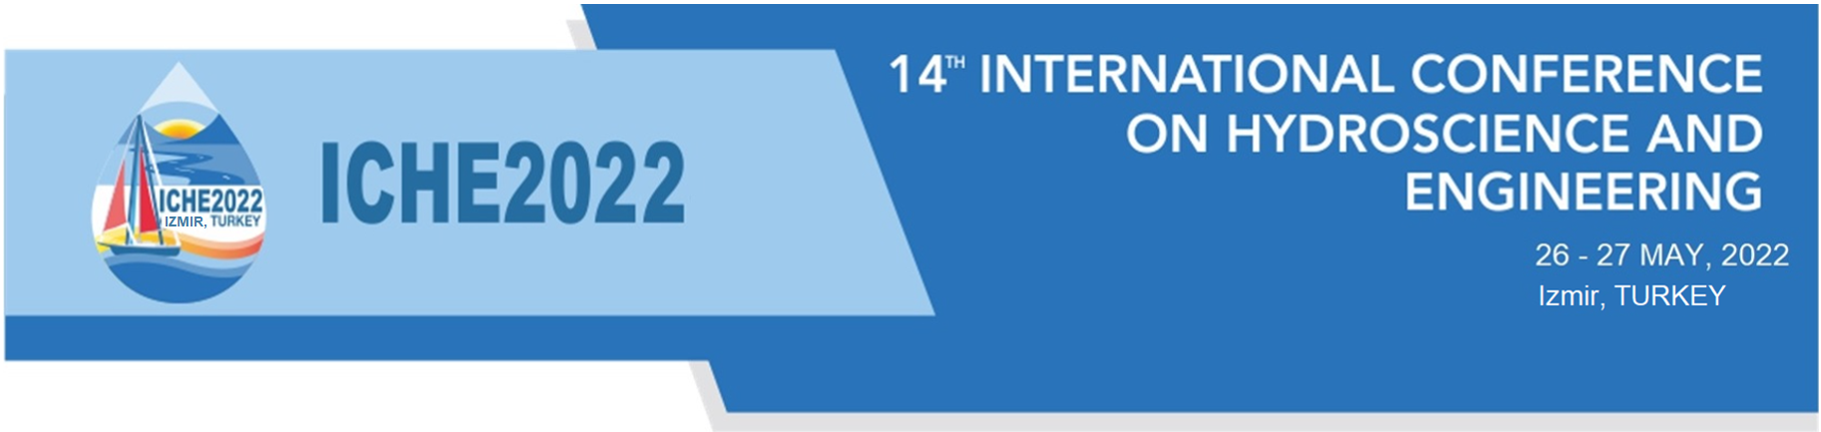 ICHE2022
IZMIR, TURKEY
ICHE2022
14TH INTERNATIONAL CONFERENCE
ON HYDROSCIENCE AND
ENGINEERING
26 - 27 MAY, 2022
Izmir, TURKEY